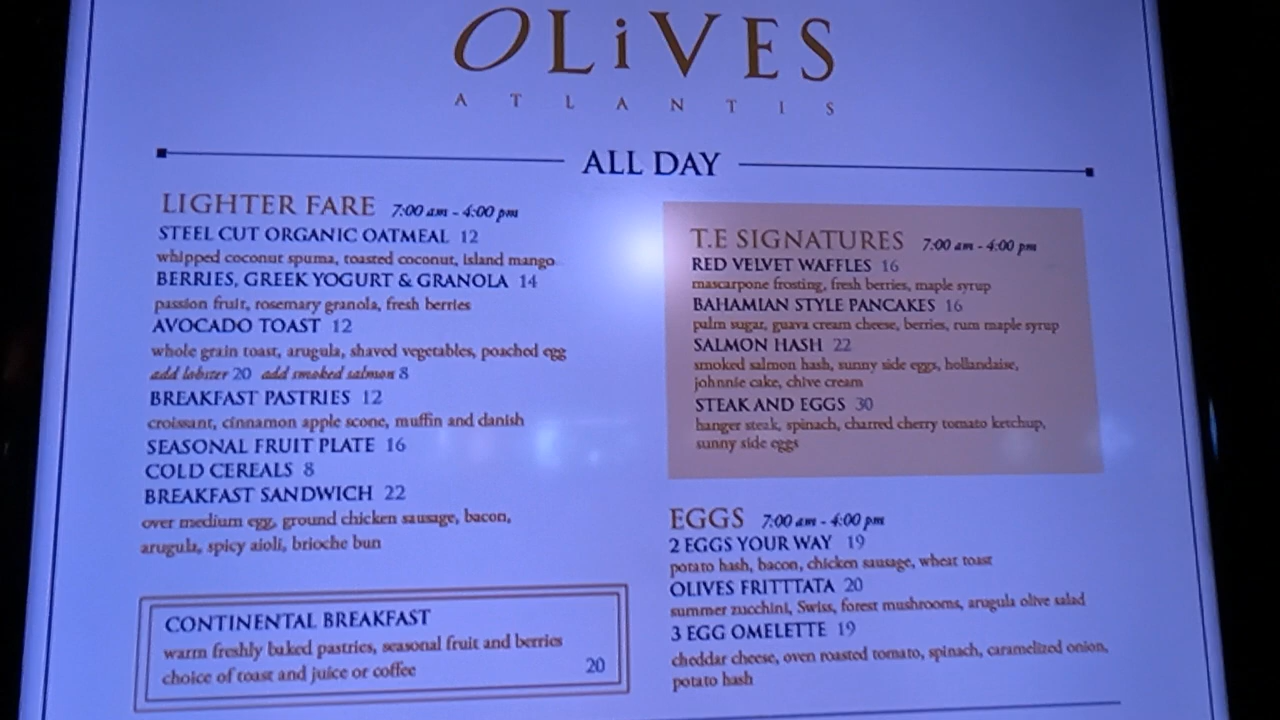 OLiVES
ATLANTIS
ALL DAY
LIGHTER FARE 7:00 am - 4:00 pm
STEEL CUT ORGANIC OATMEAL 12
whipped coconut spuma, toasted coconut, island mango
BERRIES, GREEK YOGURT & GRANOLA 14
passion fruit, rosemary granola, fresh berries
AVOCADO TOAST 12
whole grain toast, arugula, shaved vegetables, poached egg
add lobster 20 add smoked salmon 8
BREAKFAST PASTRIES 12
croissant, cinnamon apple scone, muffin and danish
SEASONAL FRUIT PLATE 16
COLD CEREALS 8
BREAKFAST SANDWICH 22
over medium egg, ground chicken sausage, bacon,
arugula, spicy aioli, brioche bun
CONTINENTAL BREAKFAST
warm freshly baked pastries, seasonal fruit and berries
choice of toast and juice or coffee 20
T.E SIGNATURES 7:00 am - 4:00 pm
RED VELVET WAFFLES 16
mascarpone frosting, fresh berries, maple syrup
BAHAMIAN STYLE PANCAKES 16
palm sugar, guava cream cheese, berries, rum maple syrup
SALMON HASH 22
smoked salmon hash, sunny side eggs, hollandaise,
johnnie cake, chive cream
STEAK AND EGGS 30
hanger steak, spinach, charred cherry tomato ketchup,
sunny side eggs
EGGS 7:00 am - 4:00 pm
2 EGGS YOUR WAY 19
potato hash, bacon, chicken sausage, wheat toast
OLIVES FRITTTATA 20
summer zucchini, Swiss, forest mushrooms, arugula olive salad
3 EGG OMELETTE 19
cheddar cheese, oven roasted tomato, spinach, caramelized onion,
potato hash